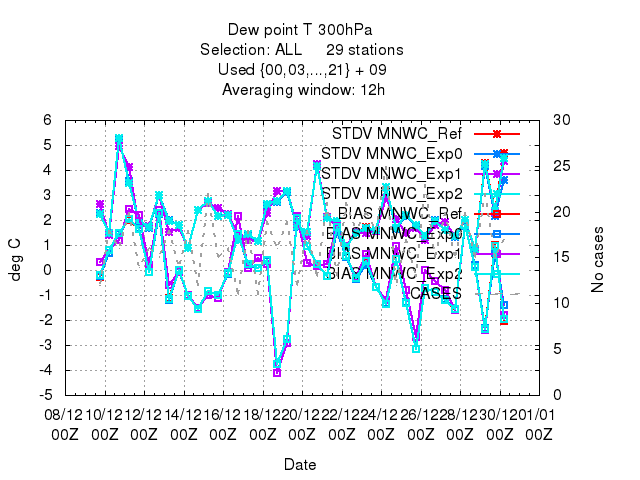 Dew point T 300hPa
Selection: ALL 29 stations
Used {00,03,...,21} + 09
Averaging window: 12h
STDV MNWC_Ref
STDV MNWC_Exp0
STDV MNWC_Exp1
STDV MNWC_Exp2
BIAS MNWC_Ref
BIAS MNWC_Exp0
BIAS MNWC_Exp1
BIAS MNWC_Exp2
CASES
deg C
6
5
4
3
2
1
0
-1
-2
-3
-4
-5
No cases
30
25
20
15
10
5
0
08/12 10/12 12/12 14/12 16/12 18/12 20/12 22/12 24/12 26/12 28/12 30/12 01/01
00Z 00Z 00Z 00Z 00Z 00Z 00Z 00Z 00Z 00Z 00Z 00Z 00Z
Date